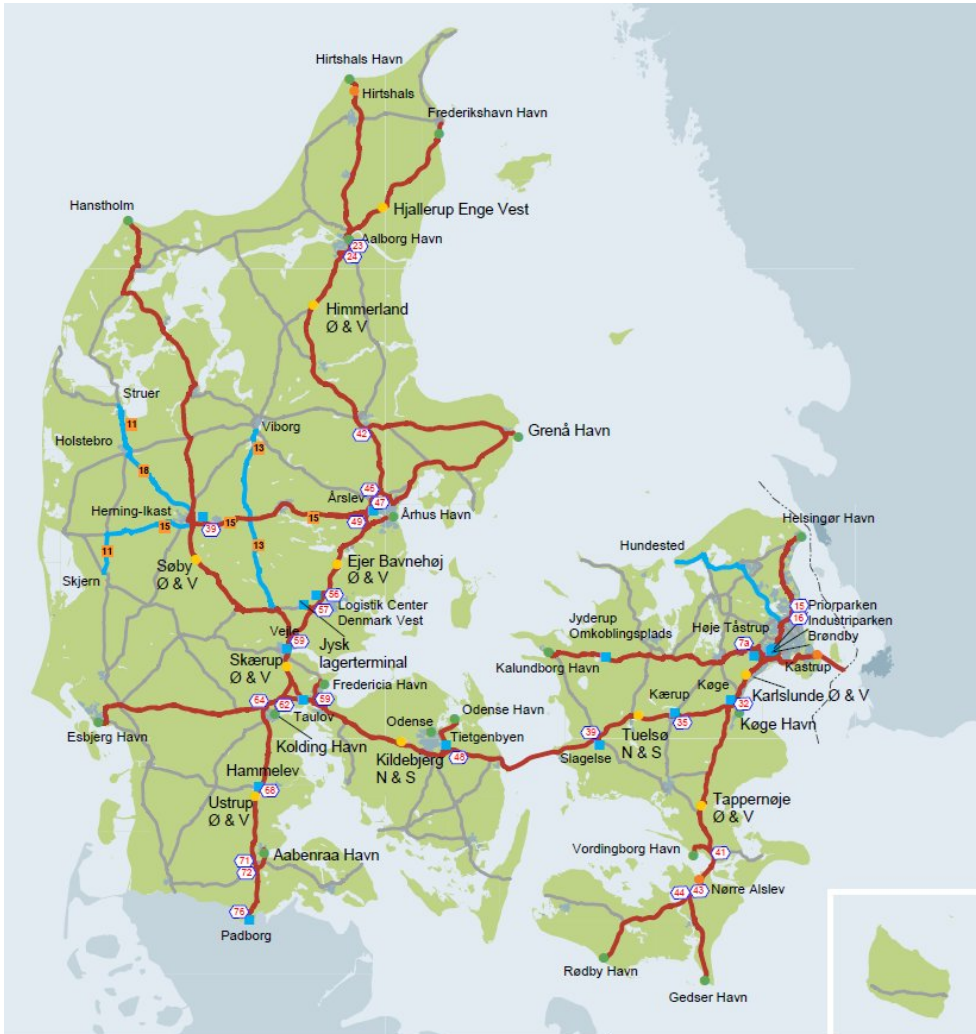 Hirtshals Havn
Hirtshals
Frederikshavn Havn
Hanstholm
Hjallerup Enge Vest
Aalborg Havn
23
24
Himmerland
Ø & V
Struer
11
Viborg
42
Grenå Havn
Holstebro
13
18
Årslev
46
47
Herning-Ikast
15
39
15
15
49
Århus Havn
11
13
Skjern
Søby
Ø & V
Ejer Bavnehøj
Ø & V
56
57
Logistik Center
Denmark Vest
Vejle
59
Jysk
lagerterminal
Skærup
Ø & V
Fredericia Havn
64
62
59
Taulov
Esbjerg Havn
Kolding Havn
Odense
Odense Havn
Tietgenbyen
Kildebjerg
N & S
48
Hammelev
68
Ustrup
Ø & V
Aabenraa Havn
71
72
76
Padborg
Helsingør Havn
Hundested
15
16
Priorparken
Industriparken
Brøndby
Høje Tåstrup
7a
Jyderup
Omkoblingsplads
Kalundborg Havn
Kastrup
Køge
Karlslunde Ø & V
Kærup
32
Køge Havn
39
Tuelsø
N & S
35
Slagelse
Tappernøje
Ø & V
Vordingborg Havn
41
44
43
Nørre Alslev
Rødby Havn
Gedser Havn